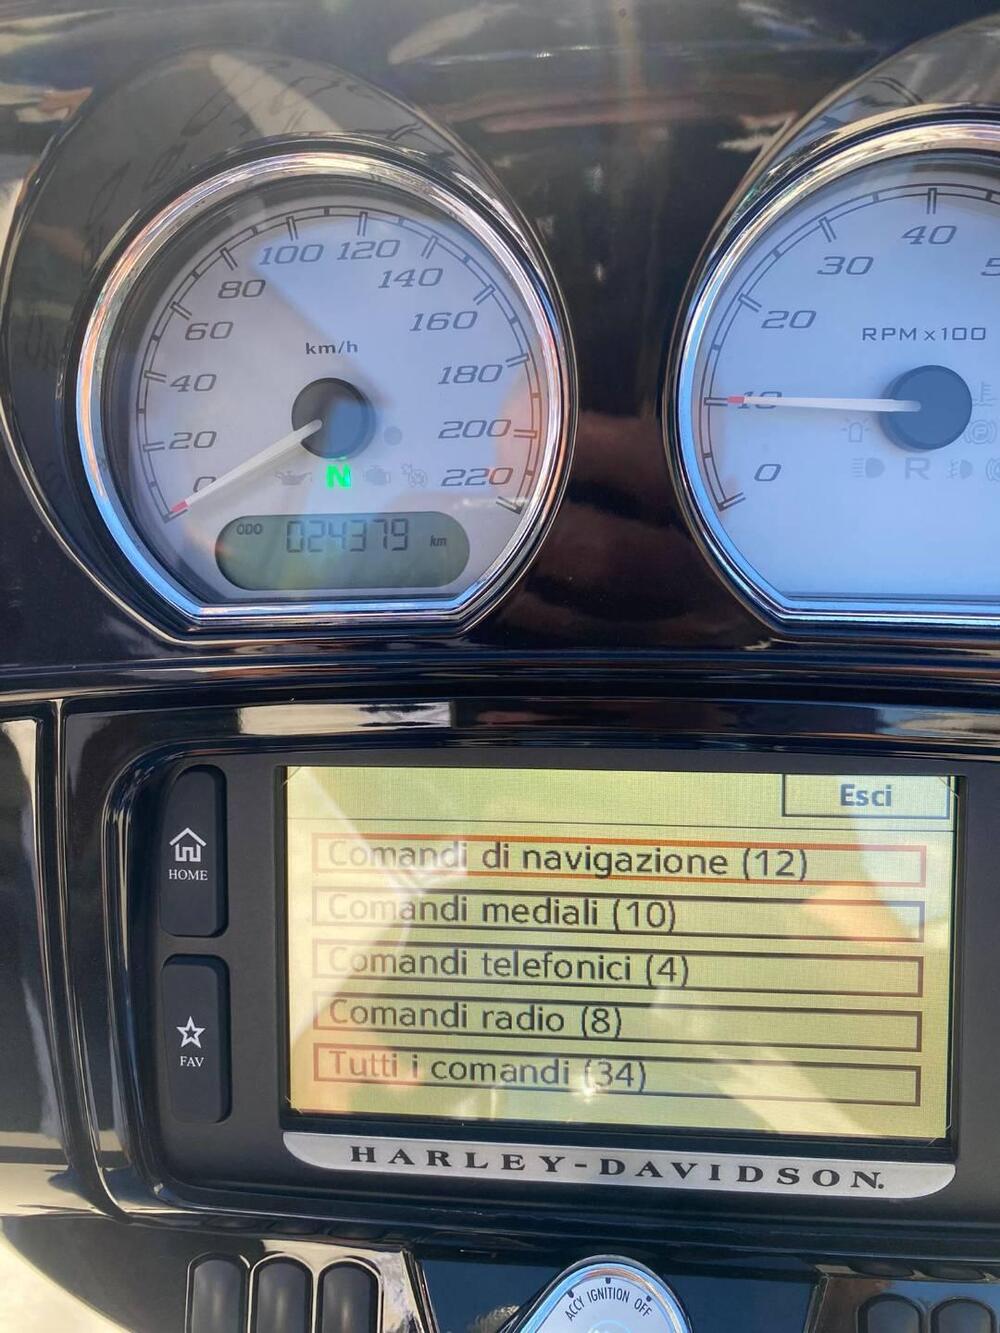 100 120
80 140
60 160
km/h
40 180
20 200
0 N 220
ODO 024379 km
40
30 5
20
RPM x100
10
0
R
Esci
Comandi di navigazione (12)
Comandi mediali (10)
Comandi telefonici (4)
Comandi radio (8)
Tutti i comandi (34)
HOME
FAV
HARLEY-DAVIDSON.
ACCY IGNITION OFF